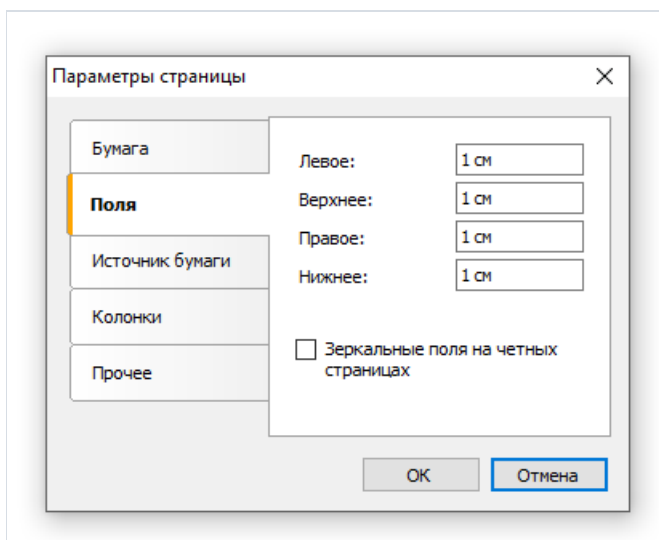 Параметры страницы
Бумага
Поля
Источник бумаги
Колонки
Прочее
Левое: 1 см
Верхнее: 1 см
Правое: 1 см
Нижнее: 1 см
Зеркальные поля на четных
страницах
OK Отмена